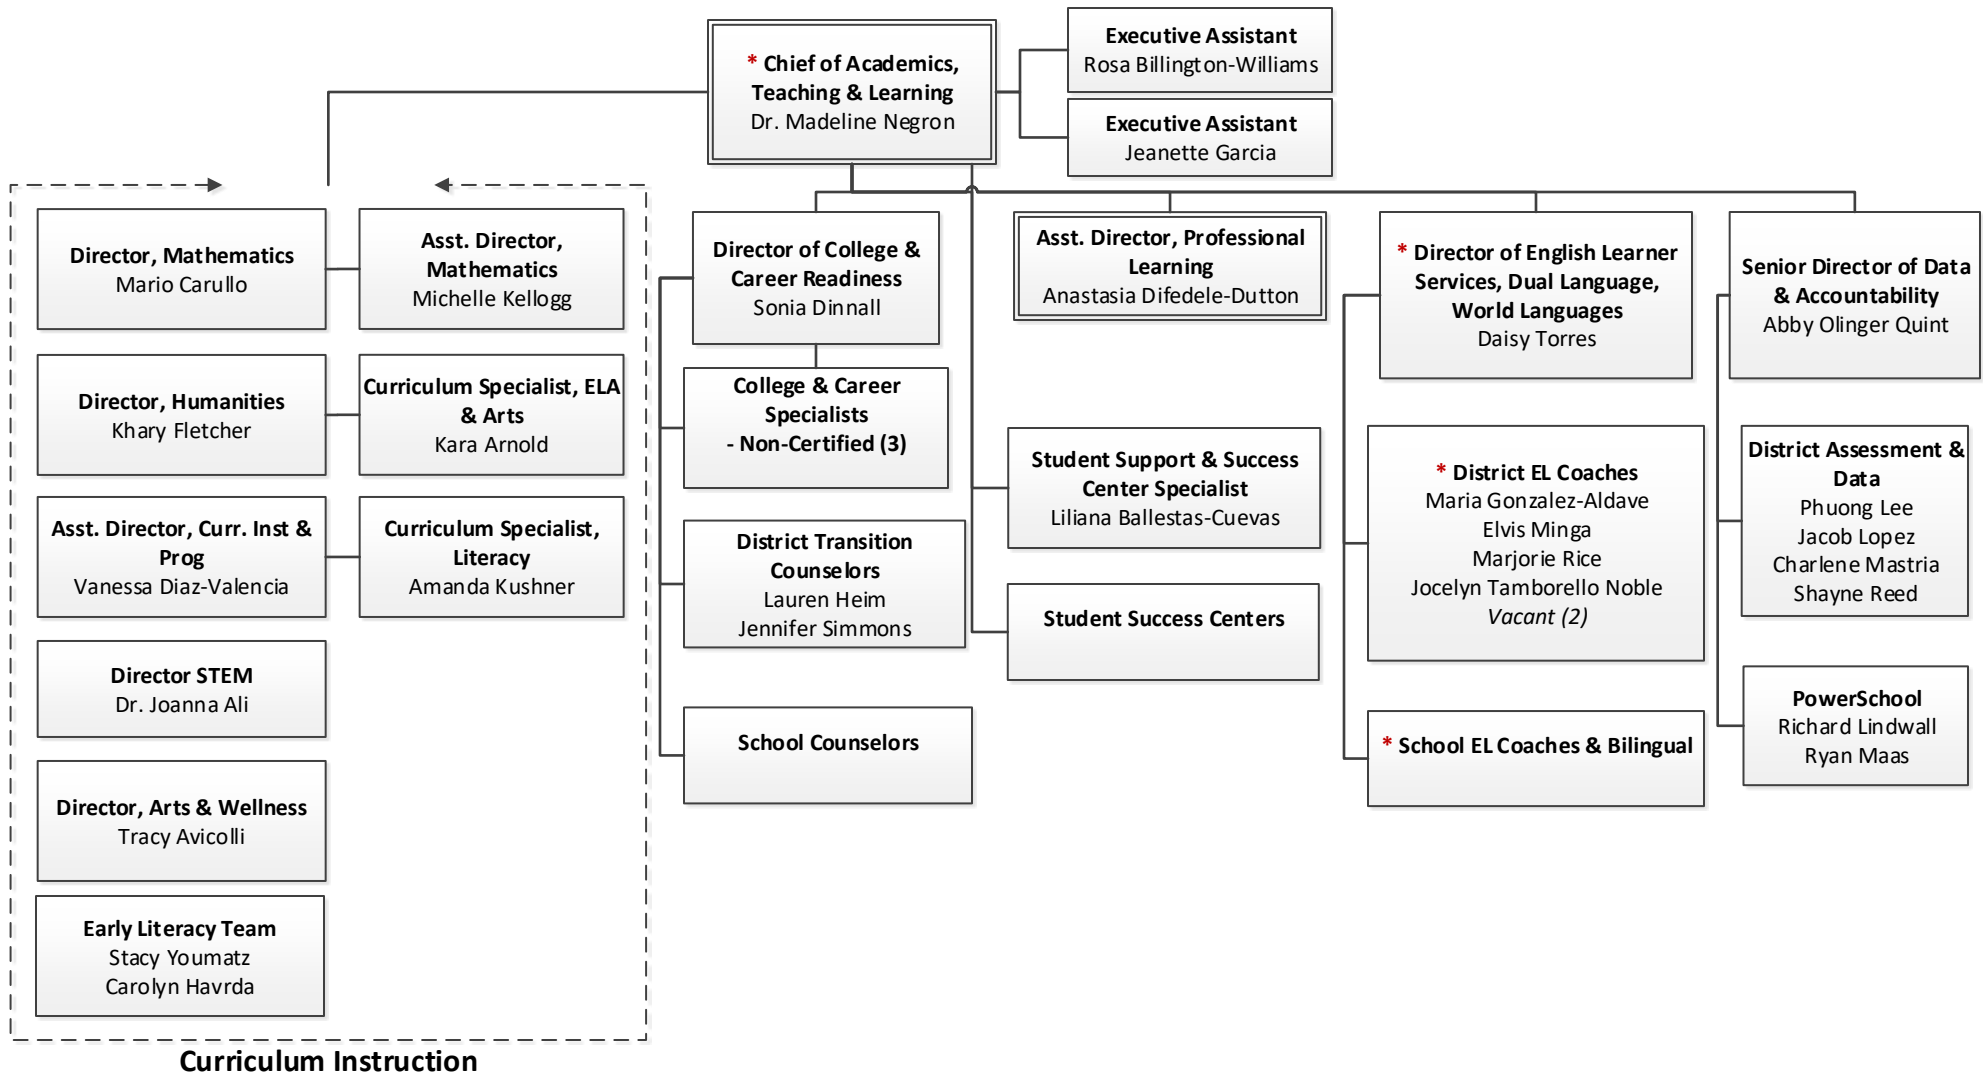 * Chief of Academics,
Teaching & Learning
Dr. Madeline Negron
Executive Assistant
Rosa Billington-Williams
Executive Assistant
Jeanette Garcia
Director, Mathematics
Mario Carullo
Asst. Director,
Mathematics
Michelle Kellogg
Director, Humanities
Khary Fletcher
Curriculum Specialist, ELA
& Arts
Kara Arnold
Asst. Director, Curr. Inst &
Prog
Vanessa Diaz-Valencia
Curriculum Specialist,
Literacy
Amanda Kushner
Director STEM
Dr. Joanna Ali
Director, Arts & Wellness
Tracy Avicolli
Early Literacy Team
Stacy Youmatz
Carolyn Havrda
Curriculum Instruction
Director of College &
Career Readiness
Sonia Dinnall
College & Career
Specialists
- Non-Certified (3)
District Transition
Counselors
Lauren Heim
Jennifer Simmons
School Counselors
Asst. Director, Professional
Learning
Anastasia Difedele-Dutton
Student Support & Success
Center Specialist
Liliana Ballestas-Cuevas
Student Success Centers
* Director of English Learner
Services, Dual Language,
World Languages
Daisy Torres
* District EL Coaches
Maria Gonzalez-Aldave
Elvis Minga
Marjorie Rice
Jocelyn Tamborello Noble
Vacant (2)
* School EL Coaches & Bilingual
Senior Director of Data
& Accountability
Abby Olinger Quint
District Assessment &
Data
Phuong Lee
Jacob Lopez
Charlene Mastria
Shayne Reed
PowerSchool
Richard Lindwall
Ryan Maas